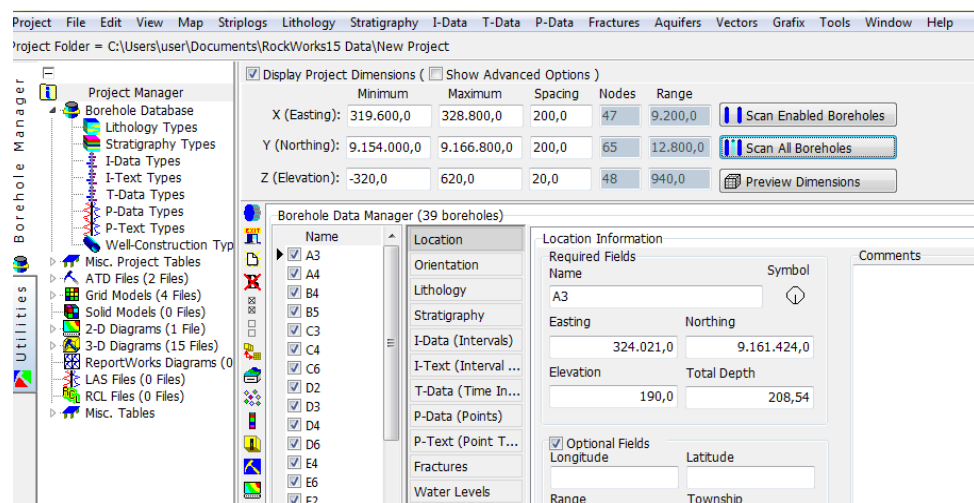 Project File Edit View Map Striplogs Lithology Stratigraphy I-Data T-Data P-Data Fractures Aquifers Vectors Grafix Tools Window Help
Project Folder = C:\Users\user\Documents\RockWorks15 Data\New Project
Borehole Manager
Utilities
Project Manager
Borehole Database
Lithology Types
Stratigraphy Types
I-Data Types
I-Text Types
T-Data Types
P-Data Types
P-Text Types
Well-Construction Typ
Misc. Project Tables
ATD Files (2 Files)
Grid Models (4 Files)
Solid Models (0 Files)
2-D Diagrams (1 File)
3-D Diagrams (15 Files)
ReportWorks Diagrams (0
LAS Files (0 Files)
RCL Files (0 Files)
Misc. Tables
Display Project Dimensions ( Show Advanced Options )
Minimum Maximum Spacing Nodes Range
X (Easting): 319.600,0 328.800,0 200,0 47 9.200,0 Scan Enabled Boreholes
Y (Northing): 9.154.000,0 9.166.800,0 200,0 65 12.800,0 Scan All Boreholes
Z (Elevation): -320,0 620,0 20,0 48 940,0 Preview Dimensions
EXIT
Borehole Data Manager (39 boreholes)
Name
A3
A4
B4
B5
C3
C4
C6
D2
D3
D4
D6
E4
E6
F2
Location
Orientation
Lithology
Stratigraphy
I-Data (Intervals)
I-Text (Interval ...
T-Data (Time In...
P-Data (Points)
P-Text (Point T...
Fractures
Water Levels
Location Information
Required Fields
Name Symbol
A3
Easting Northing
324.021,0 9.161.424,0
Elevation Total Depth
190,0 208,54
Optional Fields
Longitude Latitude
Range Township
Comments